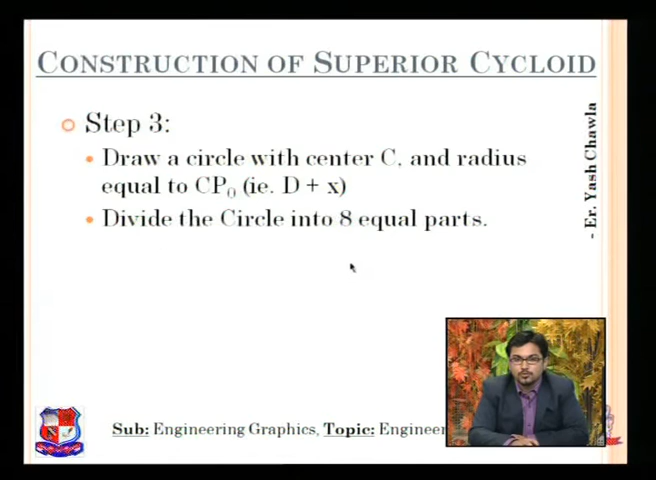 CONSTRUCTION OF SUPERIOR CYCLOID
Step 3:
Draw a circle with center C, and radius
equal to CP0 (ie. D + x)
Divide the Circle into 8 equal parts.
- Er. Yash Chawla
Sub: Engineering Graphics, Topic: Engineer